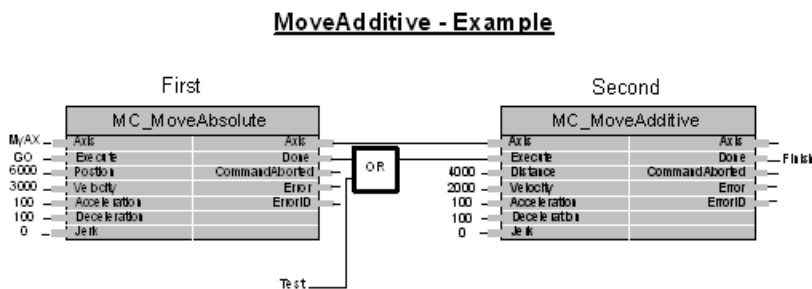 MoveAdditive - Example
First
MC_MoveAbsolute
MyAX Axis Axis
GO Execute Done
6000 Position CommandAborted
3000 Velocity Error
100 Acceleration ErrorID
100 Deceleration
0 Jerk
OR
Test
Second
MC_MoveAdditive
Axis Axis
Execute Done Finish
4000 Distance CommandAborted
2000 Velocity Error
100 Acceleration ErrorID
100 Deceleration
0 Jerk